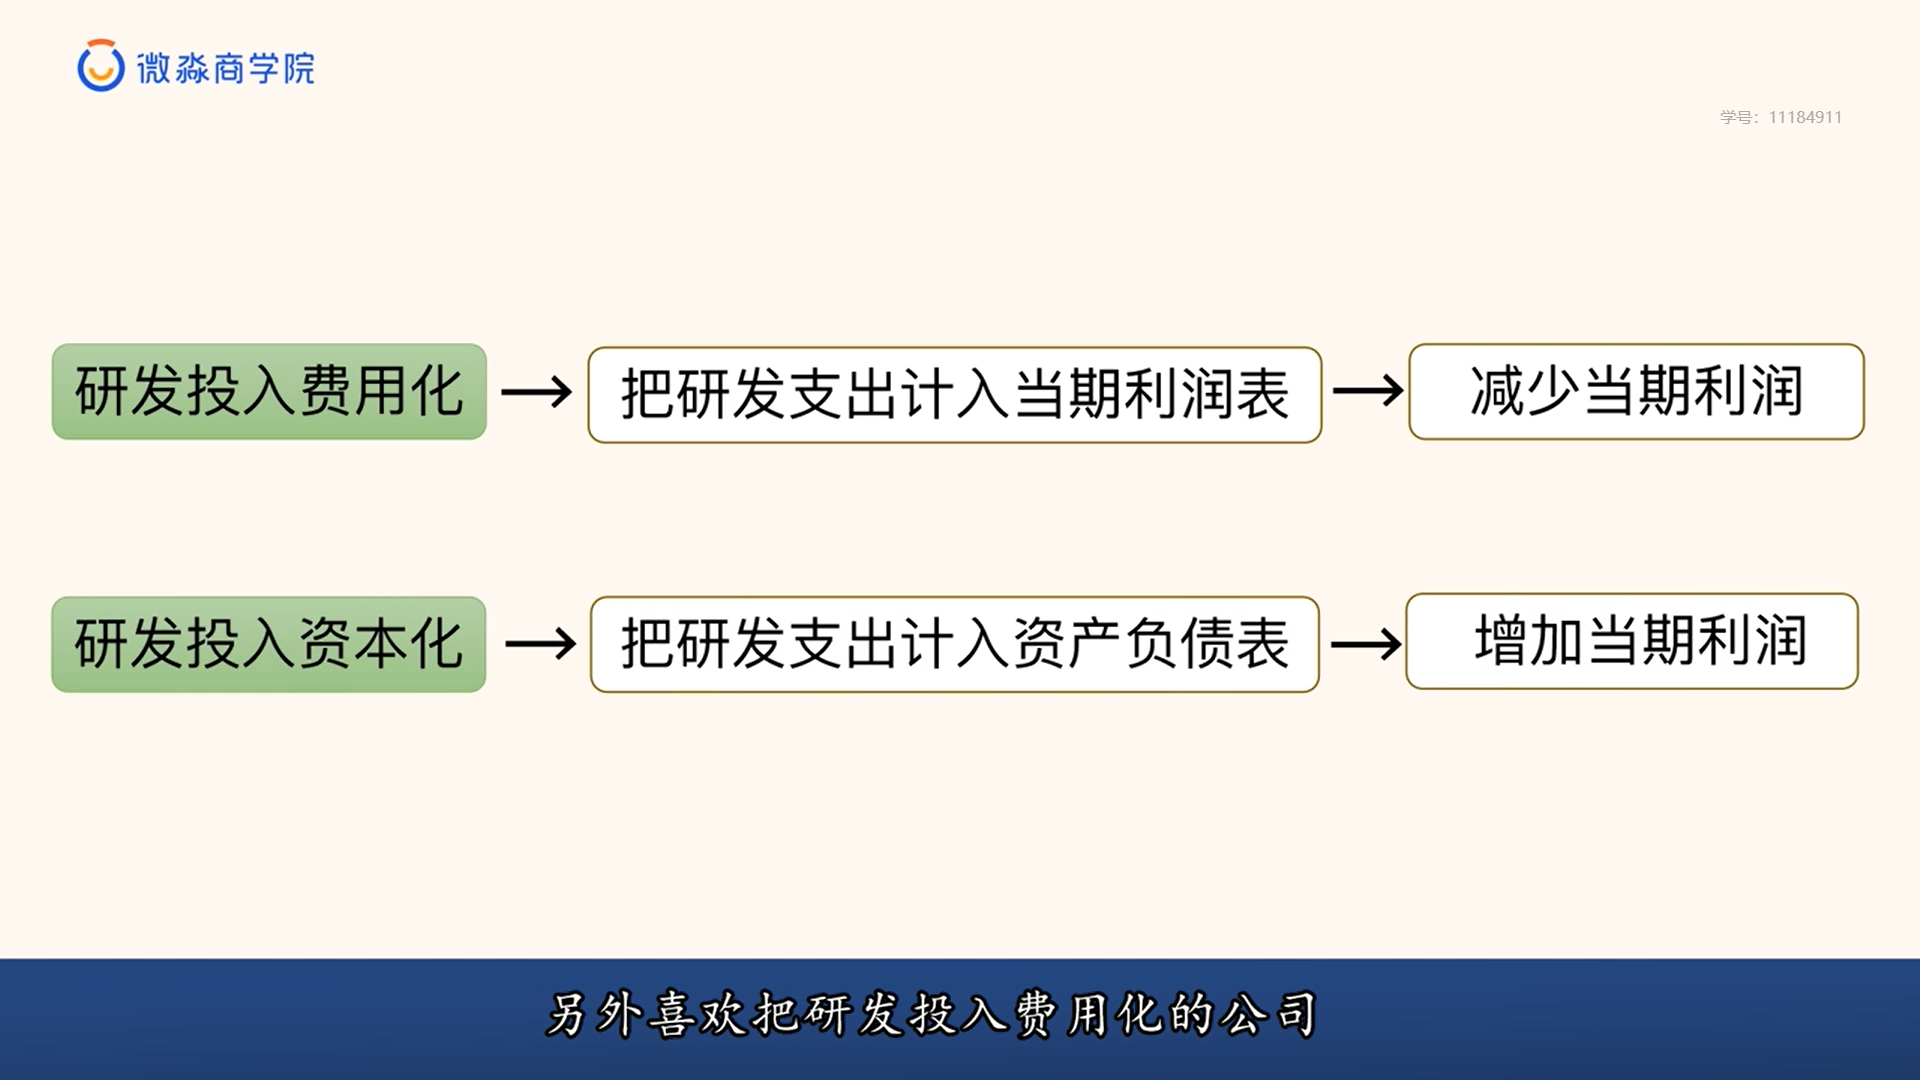 微淼商学院
学号：11184911
研发投入费用化 → 把研发支出计入当期利润表 → 减少当期利润
研发投入资本化 → 把研发支出计入资产负债表 → 增加当期利润
另外喜欢把研发投入费用化的公司